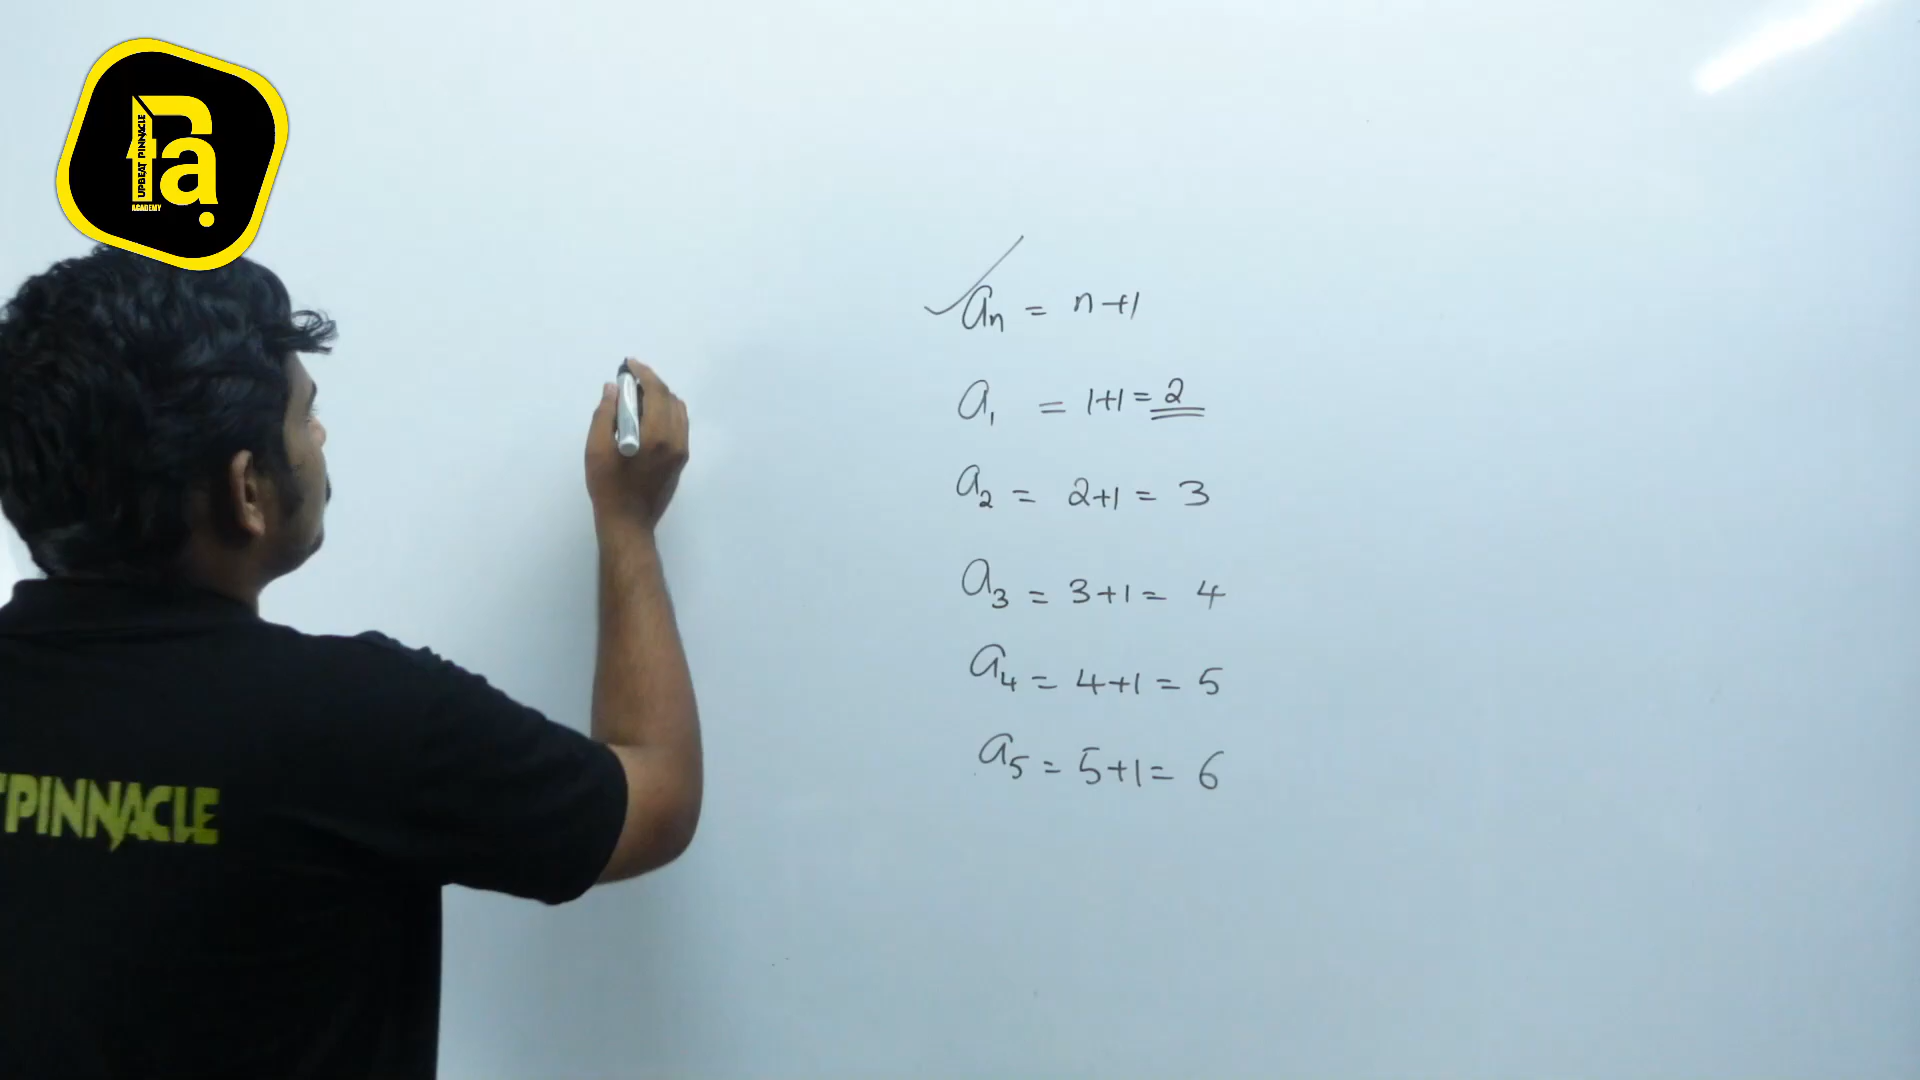 UPBEAT PINNACLE
Pa
ACADEMY
aₙ = n+1
a₁ = 1+1 = 2
a₂ = 2+1 = 3
a₃ = 3+1 = 4
a₄ = 4+1 = 5
a₅ = 5+1 = 6
PINNACLE